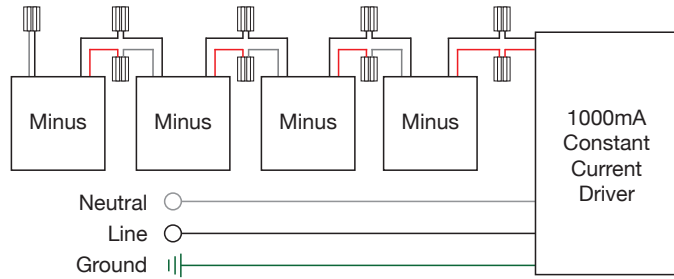 Minus
Minus
Minus
Minus
1000mA
Constant
Current
Driver
Neutral
Line
Ground